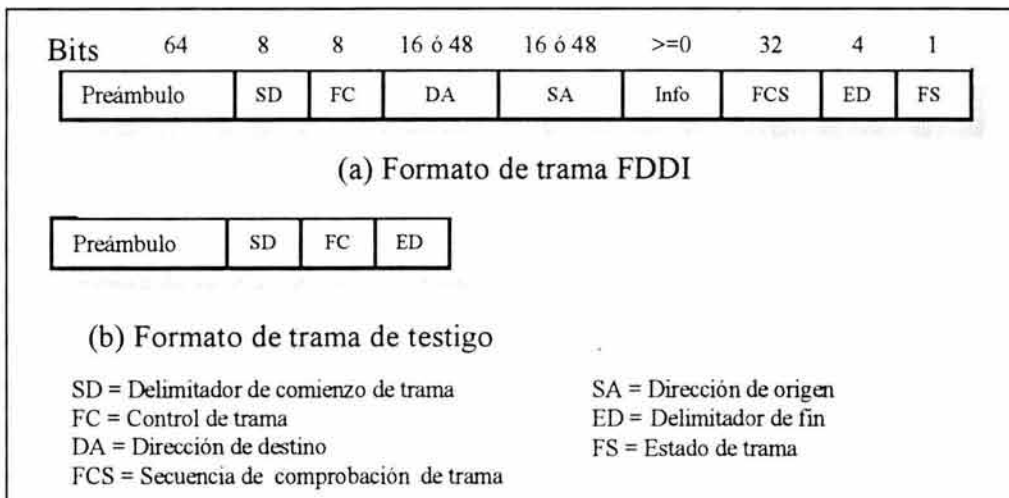 Bits 64 8 8 16 ó 48 16 ó 48 >=0 32 4 1
Preámbulo SD FC DA SA Info FCS ED FS
(a) Formato de trama FDDI
Preámbulo SD FC ED
(b) Formato de trama de testigo
SD = Delimitador de comienzo de trama
FC = Control de trama
DA = Dirección de destino
FCS = Secuencia de comprobación de trama
SA = Dirección de origen
ED = Delimitador de fin
FS = Estado de trama